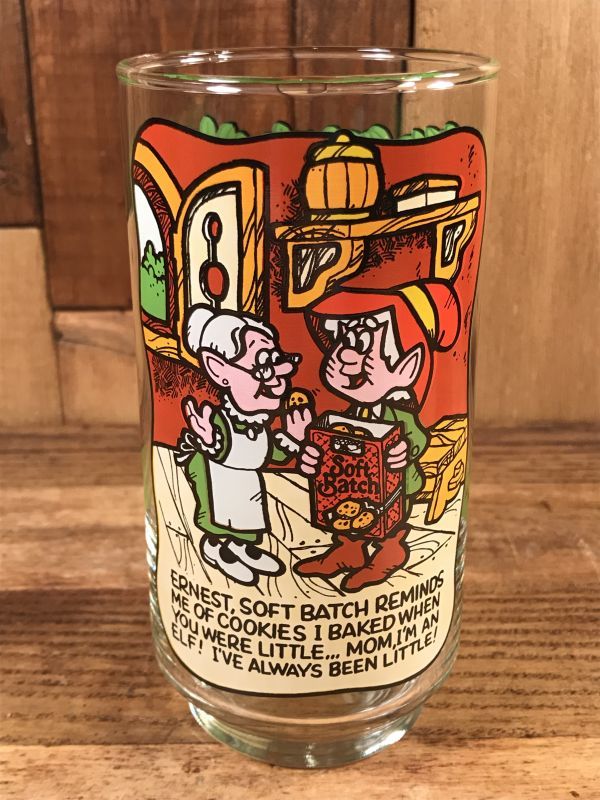 Soft
Batch
ERNEST, SOFT BATCH REMINDS
ME OF COOKIES I BAKED WHEN
YOU WERE LITTLE... MOM, I'M AN
ELF! I'VE ALWAYS BEEN LITTLE!